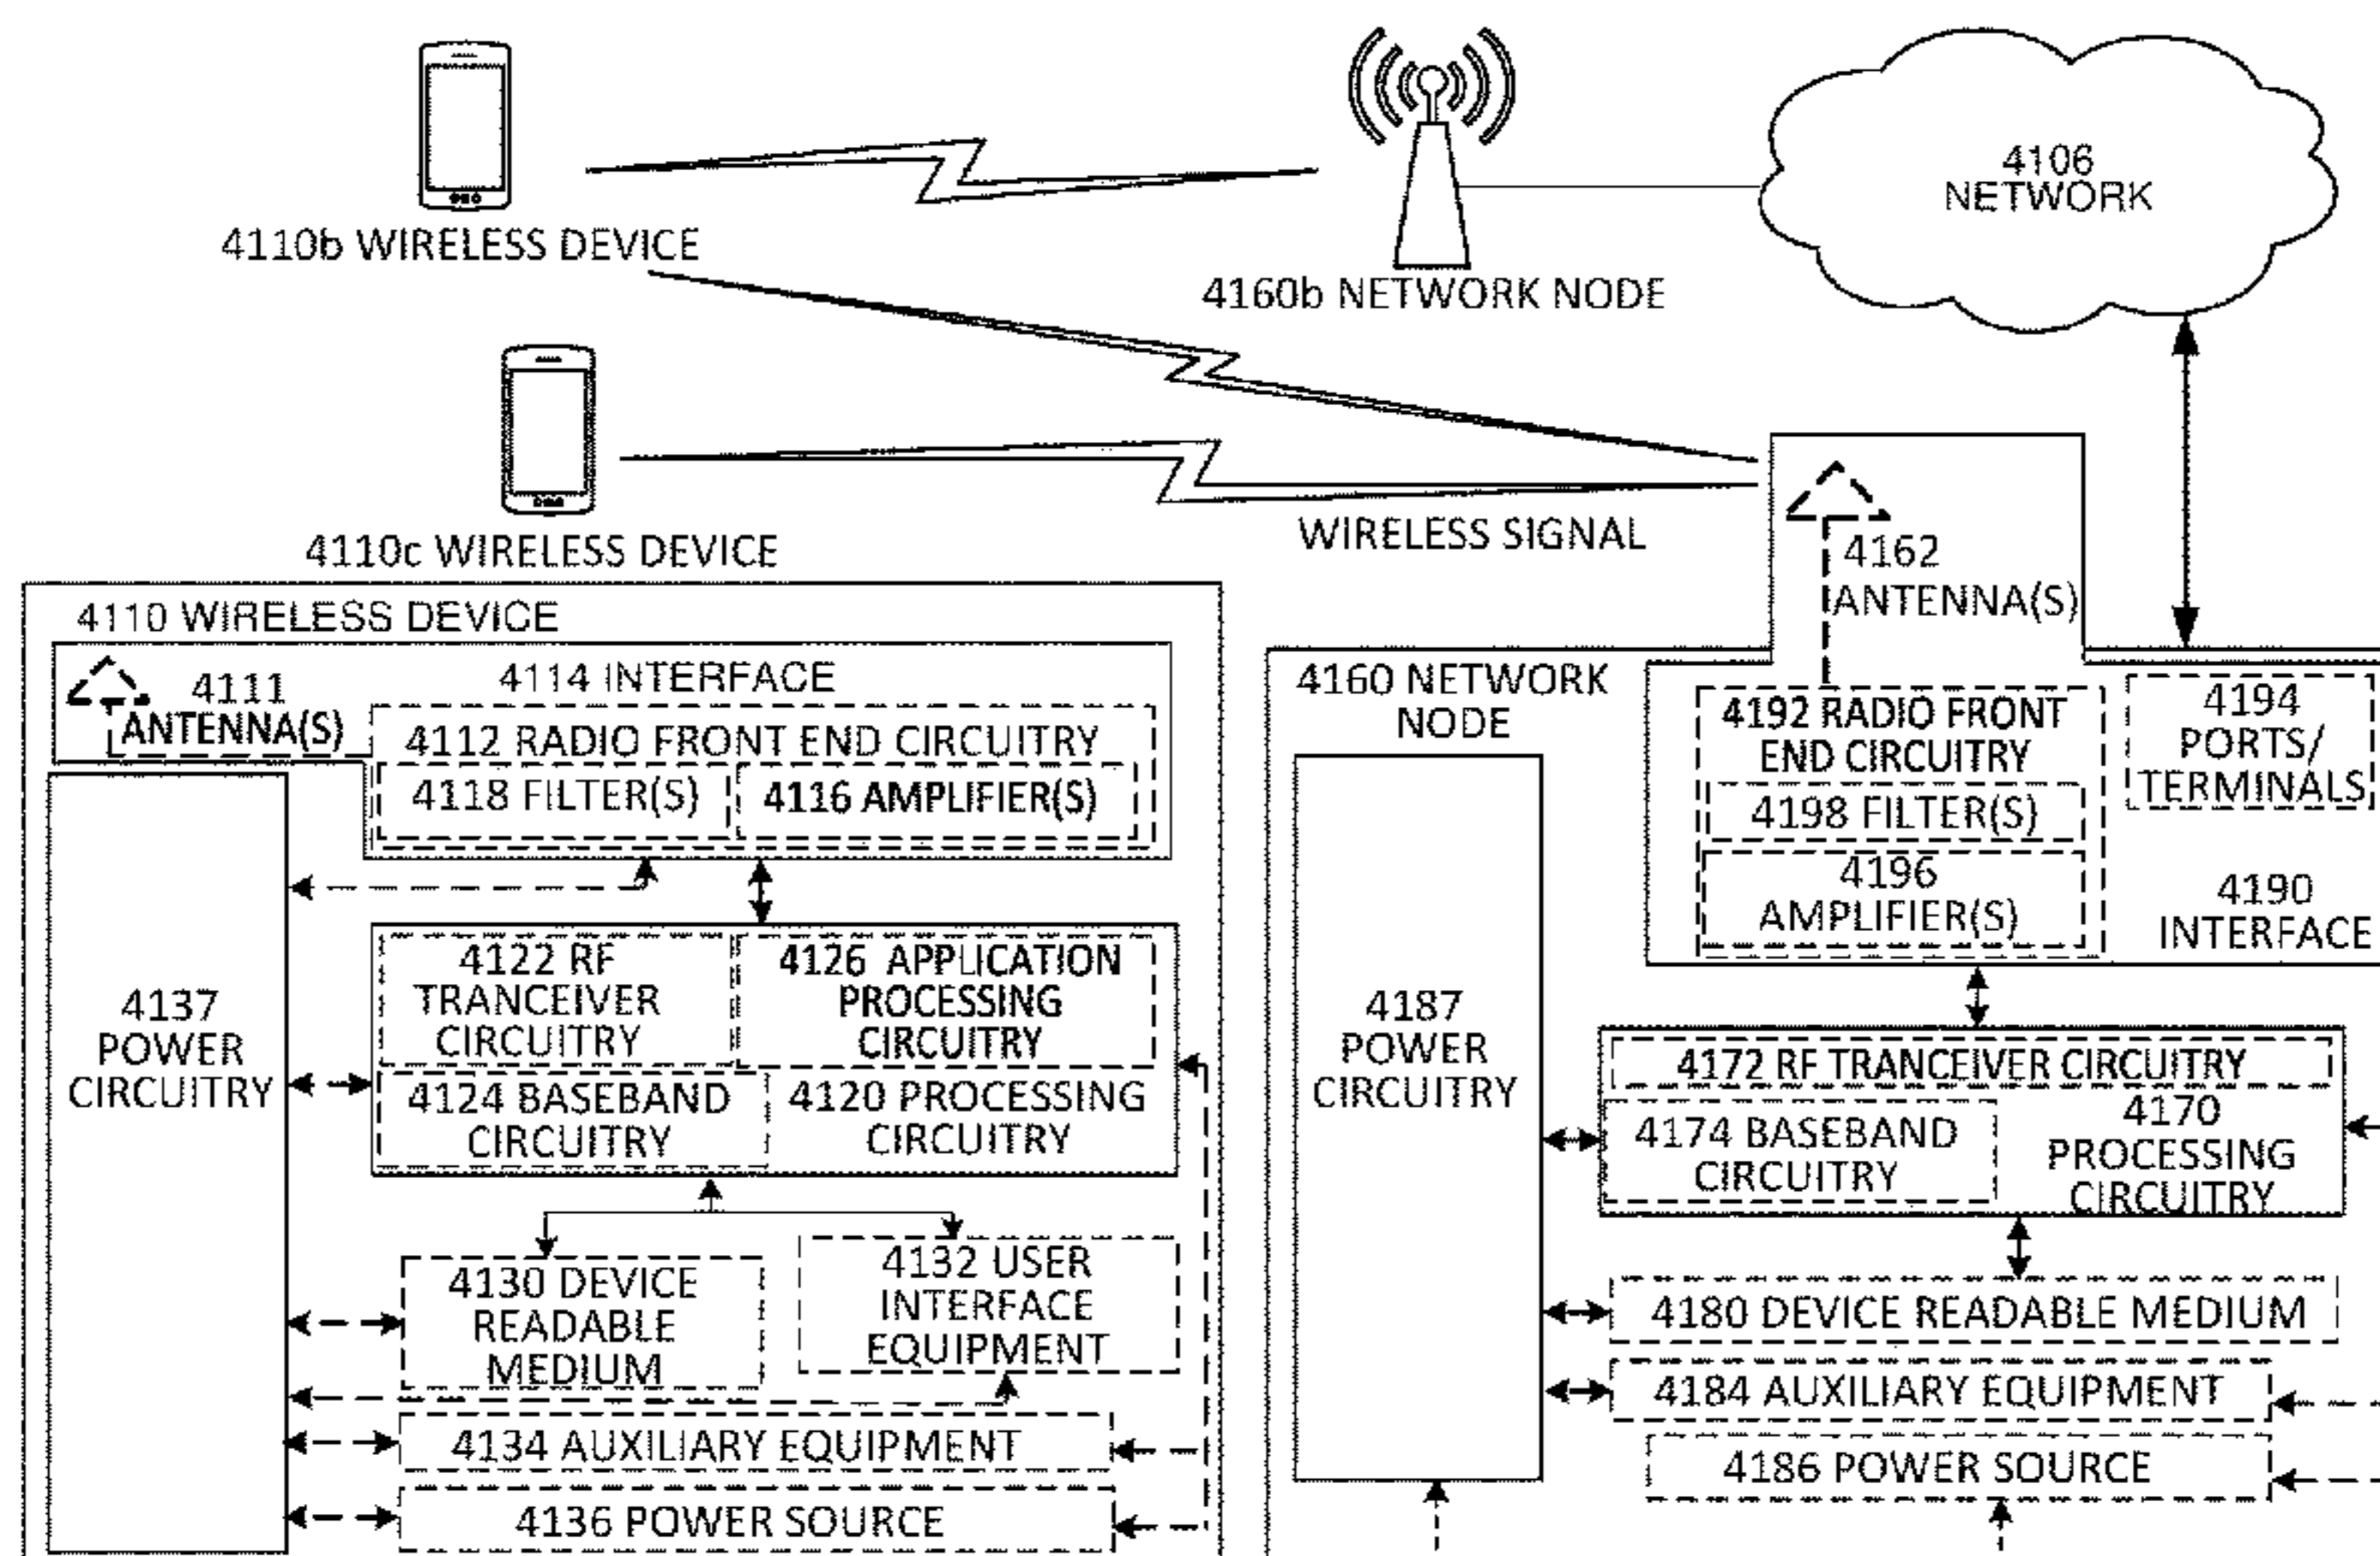 4106
NETWORK
4110b WIRELESS DEVICE
4160b NETWORK NODE
WIRELESS SIGNAL
4110c WIRELESS DEVICE
4110 WIRELESS DEVICE
4111
ANTENNA(S)
4114 INTERFACE
4112 RADIO FRONT END CIRCUITRY
4118 FILTER(S)
4116 AMPLIFIER(S)
4137
POWER
CIRCUITRY
4122 RF
TRANCEIVER
CIRCUITRY
4126 APPLICATION
PROCESSING
CIRCUITRY
4124 BASEBAND
CIRCUITRY
4120 PROCESSING
CIRCUITRY
4130 DEVICE
READABLE
MEDIUM
4132 USER
INTERFACE
EQUIPMENT
4134 AUXILIARY EQUIPMENT
4136 POWER SOURCE
4162
ANTENNA(S)
4160 NETWORK
NODE
4192 RADIO FRONT
END CIRCUITRY
4198 FILTER(S)
4196
AMPLIFIER(S)
4194
PORTS/
TERMINALS
4190
INTERFACE
4187
POWER
CIRCUITRY
4172 RF TRANCEIVER CIRCUITRY
4174 BASEBAND
CIRCUITRY
4170
PROCESSING
CIRCUITRY
4180 DEVICE READABLE MEDIUM
4184 AUXILIARY EQUIPMENT
4186 POWER SOURCE